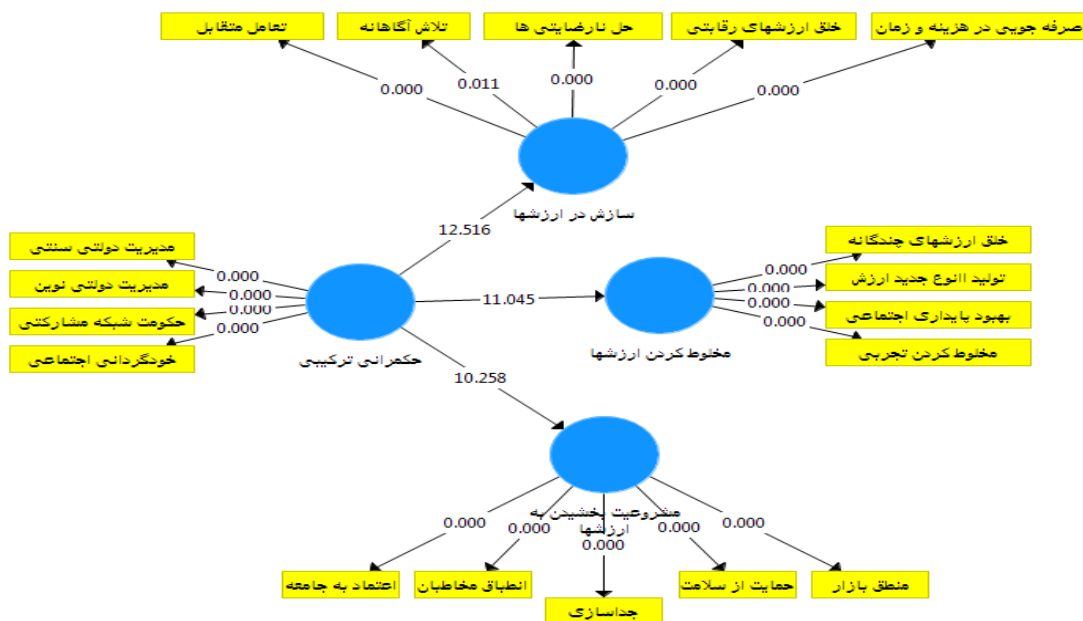 صرفه جویی در هزینه و زمان
خلق ارزشهای رقابتی
حل نارضایتی ها
تلاش آگاهانه
تعامل متقابل
0.000
0.011
0.000
0.000
0.000
سازش در ارزشها
12.516
مدیریت دولتی سنتی
0.000
مدیریت دولتی نوین
0.000
حکومت شبکه مشارکتی
0.000
خودگردانی اجتماعی
0.000
حکمرانی ترکیبی
11.045
مخلوط کردن ارزشها
خلق ارزشهای چندگانه
0.000
تولید اانوع جدید ارزش
0.000
بهبود پایداری اجتماعی
0.000
مخلوط کردن تجربی
0.000
10.258
مشروعیت بخشیدن به
ارزشها
0.000
0.000
0.000
0.000
0.000
منطق بازار
حمایت از سلامت
جداسازی
انطباق مخاطبان
اعتماد به جامعه